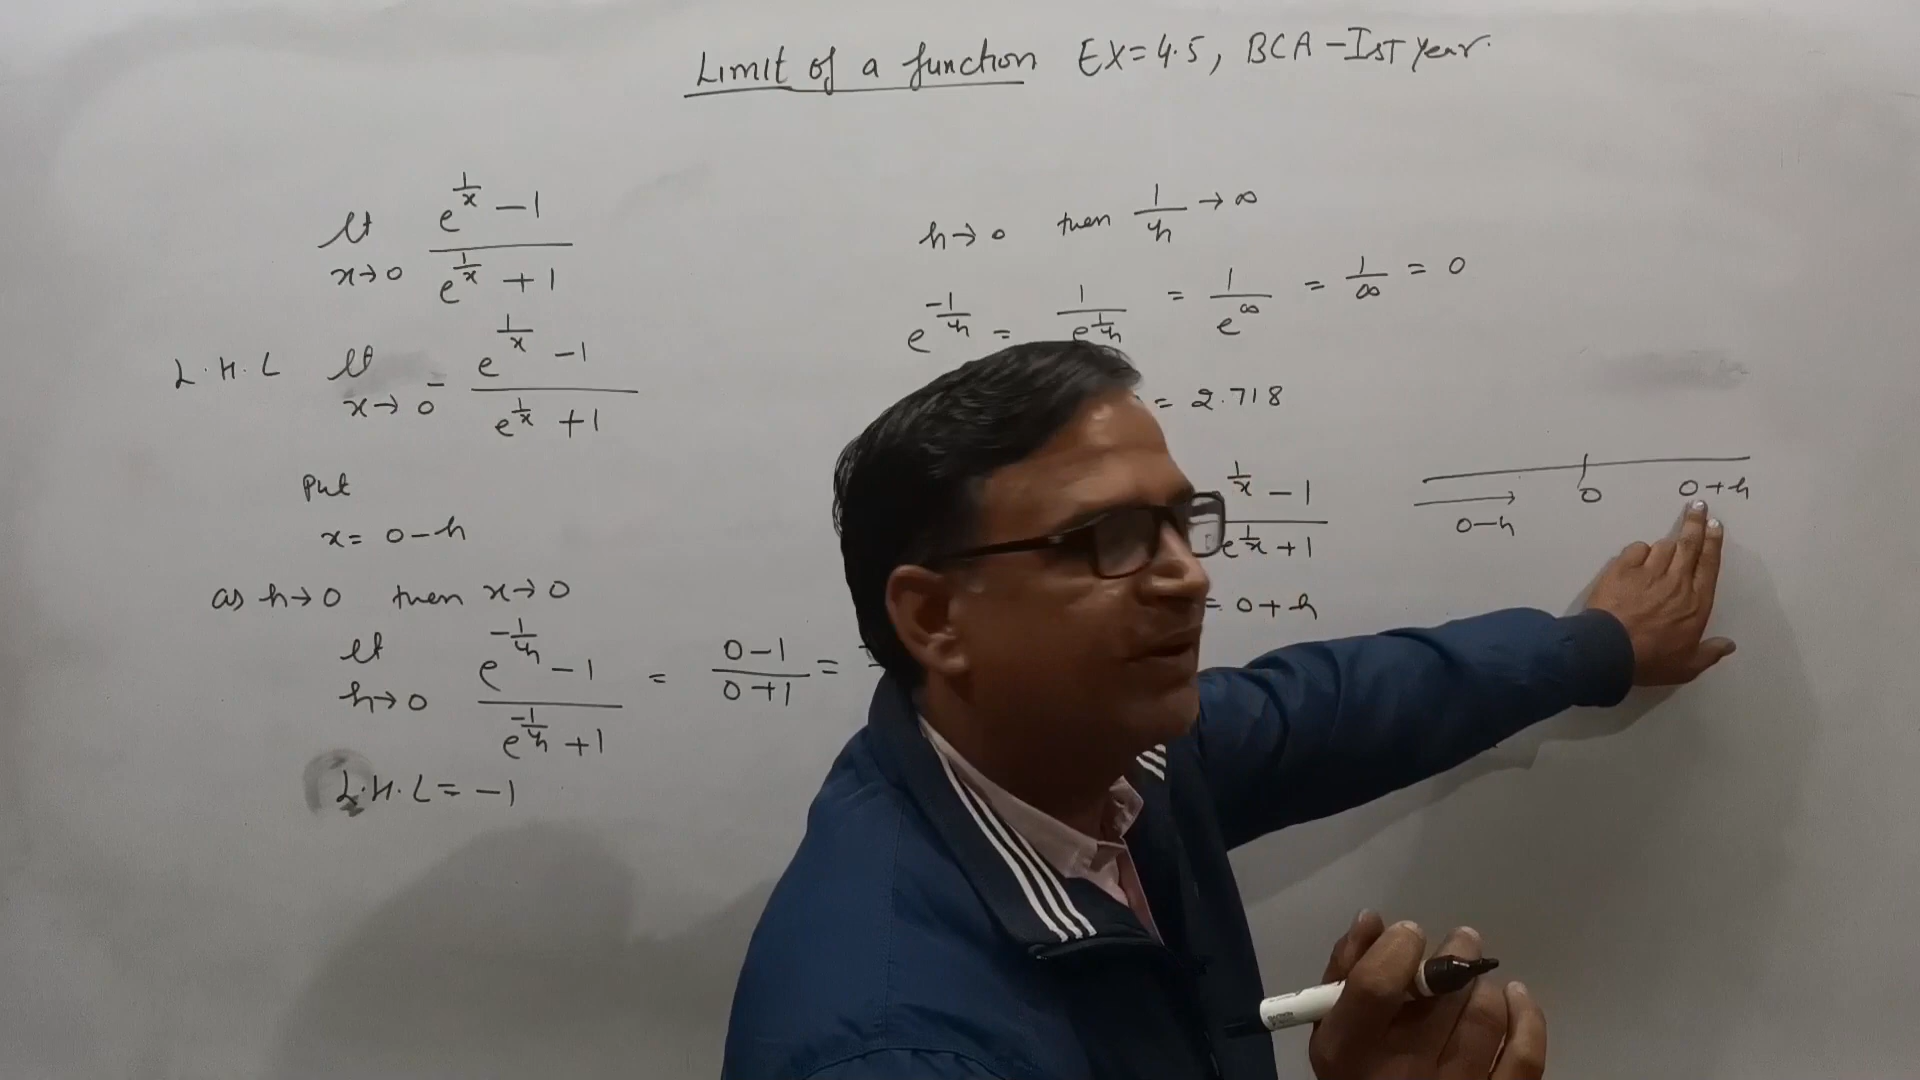 Limit of a function EX=4.5, BCA-Ist year.
lt x→0 e^{1/x} -1 / e^{1/x} +1
L.H.L lt x→0^- e^{1/x} -1 / e^{1/x} +1
Put
x= 0-h
as h→0 then x→0
lt h→0 e^{-1/h} -1 / e^{-1/h} +1 = 0-1 / 0+1 =
L.H.L = -1
h→0 then 1/h → ∞
e^{-1/h} = 1/e^{1/h} = 1/e^∞ = 1/∞ = 0
= 2.718
1/x -1 / e^{1/x} +1
= 0+h
0 0+h
0-h